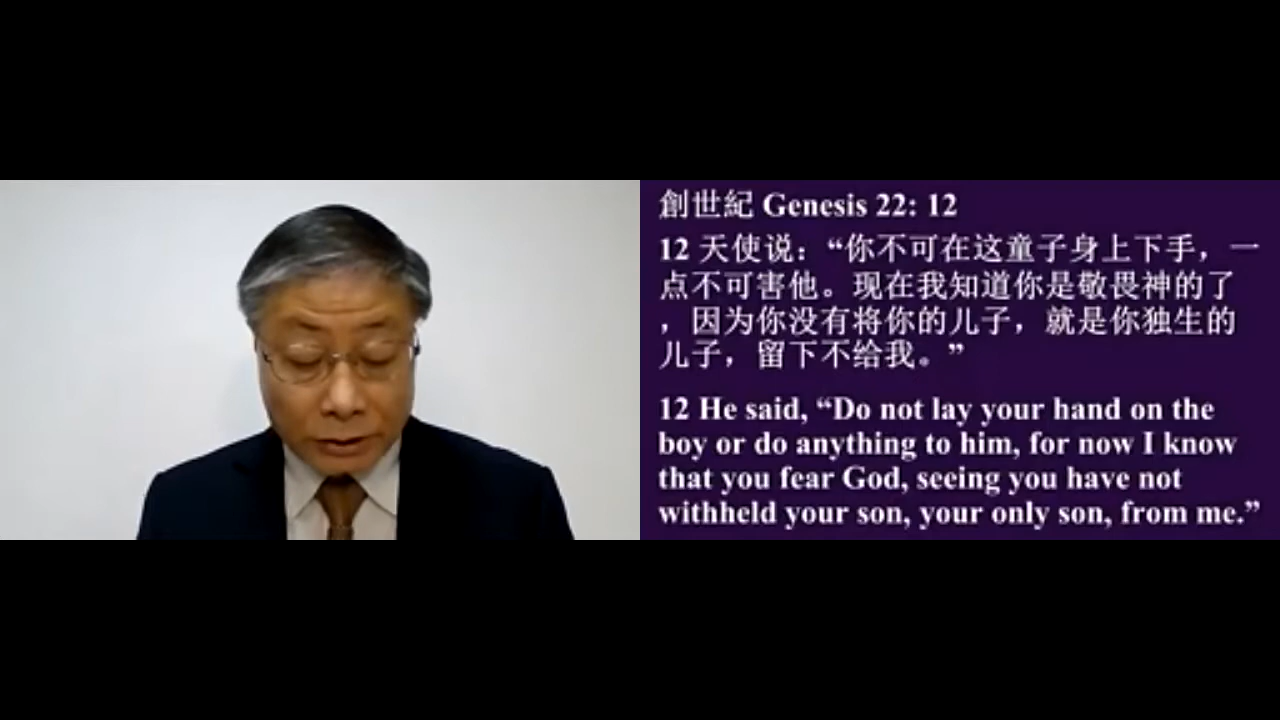 創世紀 Genesis 22: 12
12 天使说：“你不可在这童子身上下手，一
点不可害他。现在我知道你是敬畏神的了
，因为你没有将你的儿子，就是你独生的
儿子，留下不给我。”
12 He said, “Do not lay your hand on the
boy or do anything to him, for now I know
that you fear God, seeing you have not
withheld your son, your only son, from me.”